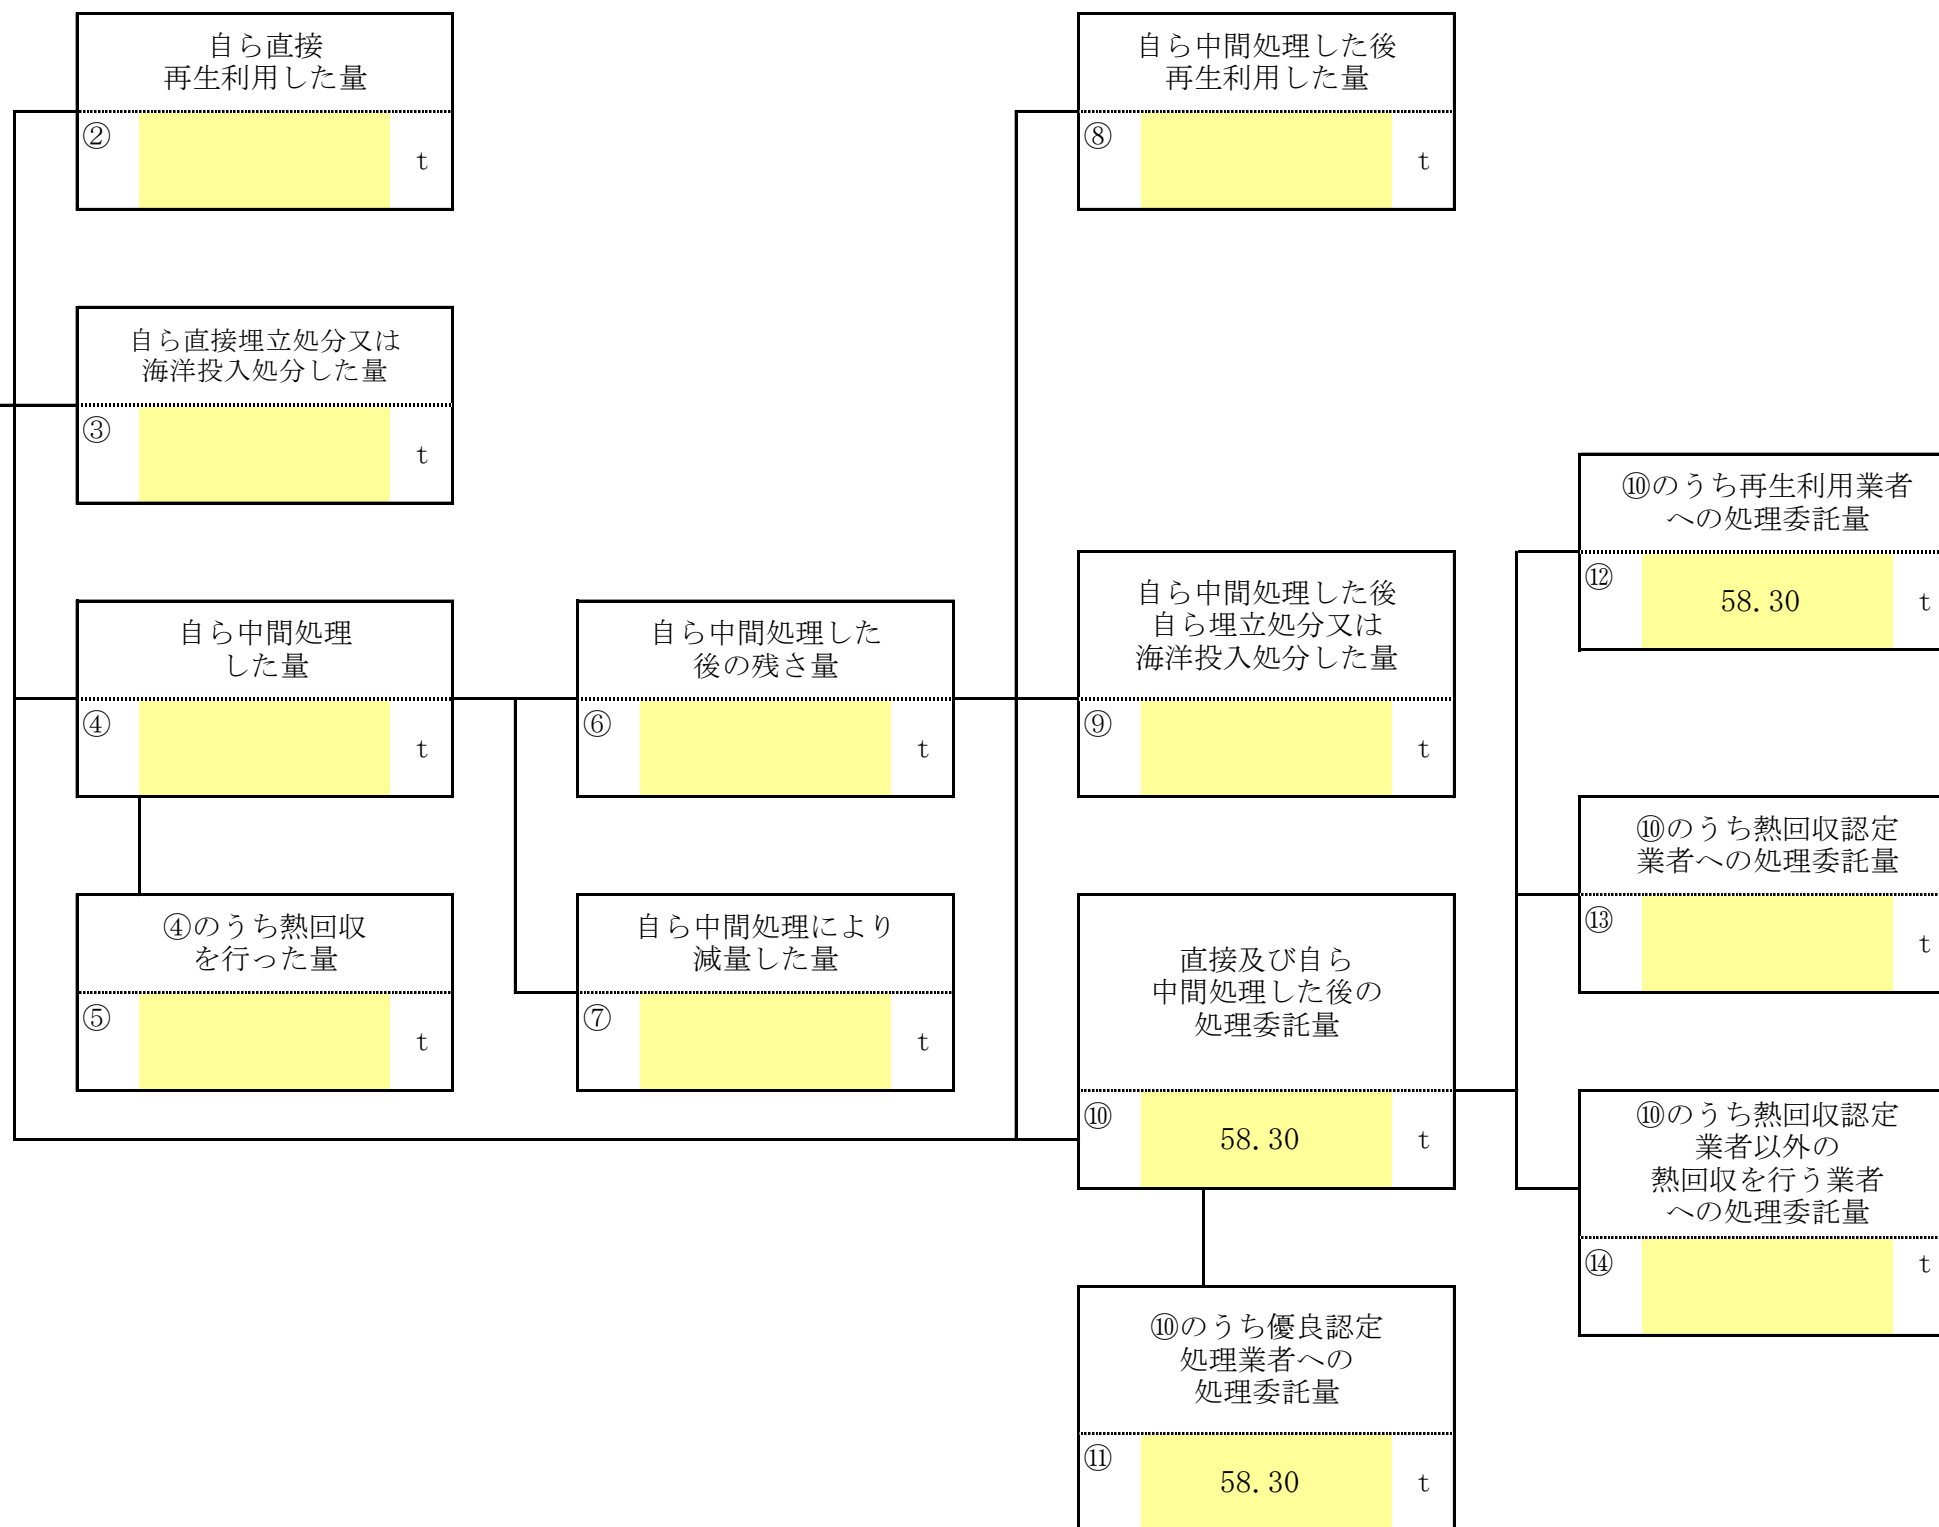 自ら直接
再生利用した量
②
t
自ら中間処理した後
再生利用した量
⑧
t
自ら直接埋立処分又は
海洋投入処分した量
③
t
⑩のうち再生利用業者
への処理委託量
⑫
58.30
t
自ら中間処理
した量
④
t
自ら中間処理した
後の残さ量
⑥
t
自ら中間処理した後
自ら埋立処分又は
海洋投入処分した量
⑨
t
⑩のうち熱回収認定
業者への処理委託量
⑬
t
④のうち熱回収
を行った量
⑤
t
自ら中間処理により
減量した量
⑦
t
直接及び自ら
中間処理した後の
処理委託量
⑩
58.30
t
⑩のうち熱回収認定
業者以外の
熱回収を行う業者
への処理委託量
⑭
t
⑩のうち優良認定
処理業者への
処理委託量
⑪
58.30
t